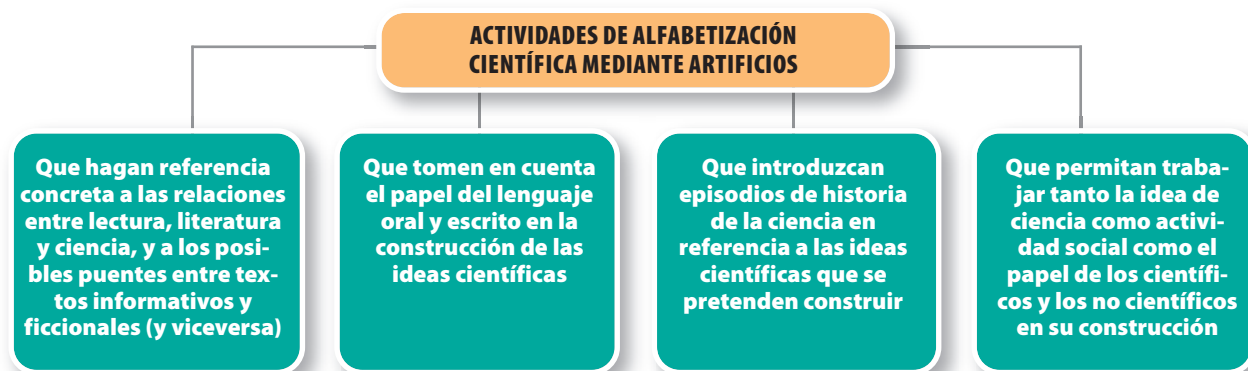 ACTIVIDADES DE ALFABETIZACIÓN
CIENTÍFICA MEDIANTE ARTIFICIOS
Que hagan referencia
concreta a las relaciones
entre lectura, literatura
y ciencia, y a los posi-
bles puentes entre tex-
tos informativos y
ficcionales (y viceversa)
Que tomen en cuenta
el papel del lenguaje
oral y escrito en la
construcción de las
ideas científicas
Que introduzcan
episodios de historia
de la ciencia en
referencia a las ideas
científicas que se
pretenden construir
Que permitan traba-
jar tanto la idea de
ciencia como activi-
dad social como el
papel de los científi-
cos y los no científicos
en su construcción